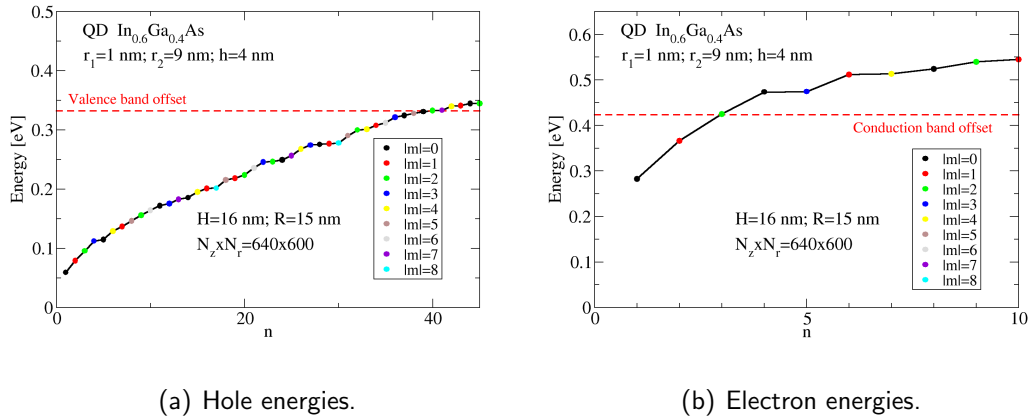 QD In₀.₆Ga₀.₄As
r₁=1 nm; r₂=9 nm; h=4 nm
Valence band offset
0.5
0.4
0.3
0.2
0.1
0
Energy [eV]
|m|=0
|m|=1
|m|=2
|m|=3
|m|=4
|m|=5
|m|=6
|m|=7
|m|=8
H=16 nm; R=15 nm
N_zxN_r=640x600
0
20
40
n
(a) Hole energies.
QD In₀.₆Ga₀.₄As
r₁=1 nm; r₂=9 nm; h=4 nm
Conduction band offset
0.6
0.5
0.4
0.3
0.2
0.1
0
Energy [eV]
|m|=0
|m|=1
|m|=2
|m|=3
|m|=4
|m|=5
|m|=6
|m|=7
|m|=8
H=16 nm; R=15 nm
N_zxN_r=640x600
0
5
10
n
(b) Electron energies.